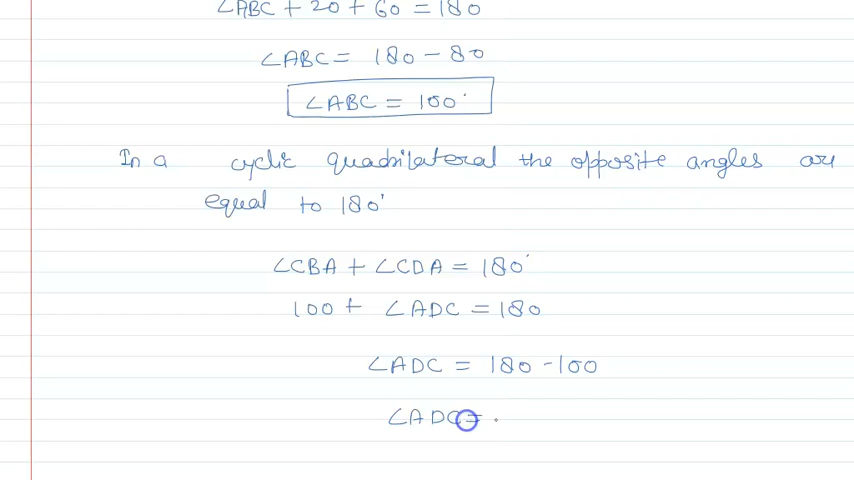 ∠ABC + 20 + 60 = 180
∠ABC = 180 - 80
∠ABC = 100°
In a cyclic quadrilateral the opposite angles are
equal to 180°
∠CBA + ∠CDA = 180°
100 + ∠ADC = 180
∠ADC = 180 - 100
∠ADC =